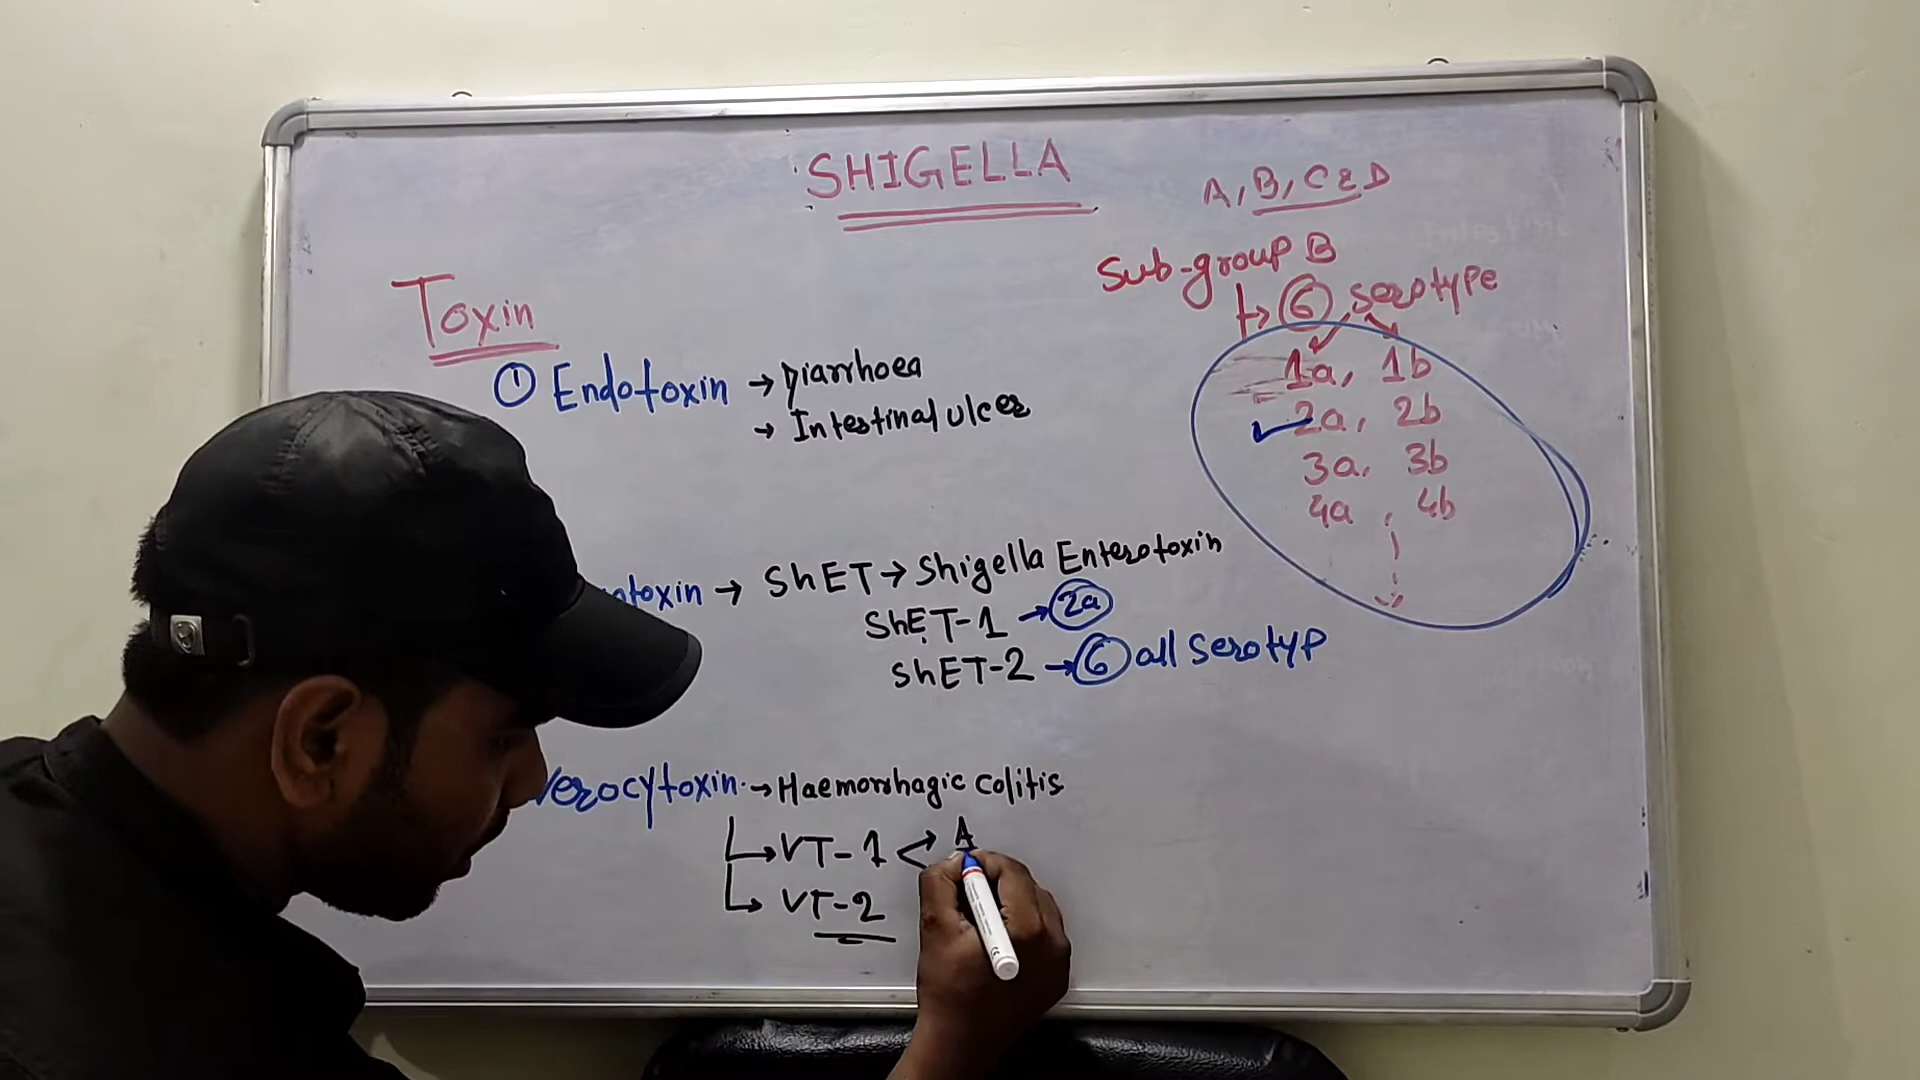 SHIGELLA
A, B, C & D
Sub-group B
→ 6 serotype
1a, 1b
2a, 2b
3a, 3b
4a, 4b
Toxin
① Endotoxin → Diarrhoea
→ Intestinal ulcer
toxin → ShET → Shigella Enterotoxin
ShET-1 → 2a
ShET-2 → 6 all serotyp
Verocytoxin → Haemorrhagic colitis
→ VT-1 < → A
→ VT-2